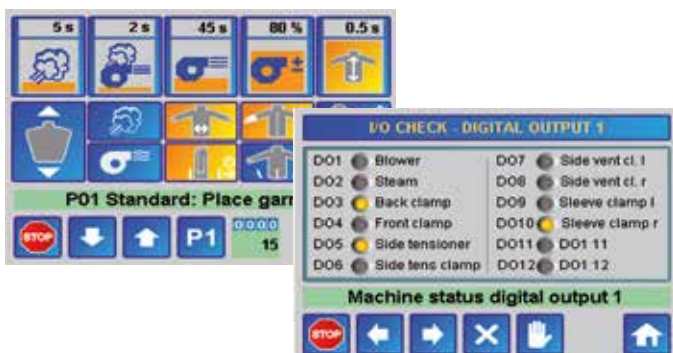 5 s 2 s 45 s 80 % 0.5 s
P01 Standard: Place garr
STOP P1 0000
15
I/O CHECK - DIGITAL OUTPUT 1
DO1 Blower
DO2 Steam
DO3 Back clamp
DO4 Front clamp
DO5 Side tensioner
DO6 Side tens clamp
DO7 Side vent cl. l
DO8 Side vent cl. r
DO9 Sleeve clamp l
DO10 Sleeve clamp r
DO11 DO1 11
DO12 DO1 12
Machine status digital output 1
STOP